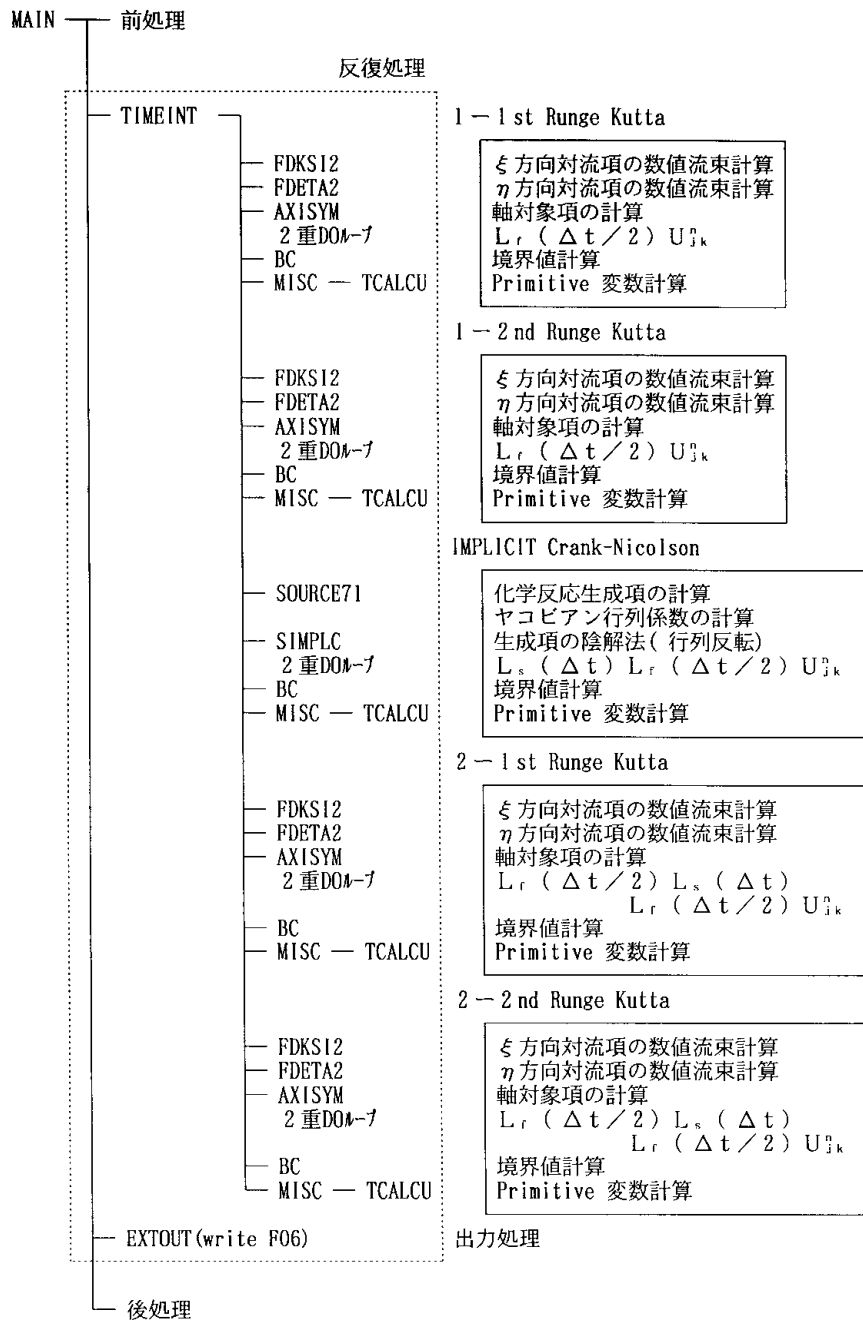 MAIN 前処理
反復処理
TIMEINT 1－1st Runge Kutta
FDKSI2 ξ方向対流項の数値流束計算
FDETA2 η方向対流項の数値流束計算
AXISYM 軸対象項の計算
2重DOループ Lf (Δt／2) Uⁿjk
BC 境界値計算
MISC — TCALCU Primitive 変数計算
1－2nd Runge Kutta
FDKSI2 ξ方向対流項の数値流束計算
FDETA2 η方向対流項の数値流束計算
AXISYM 軸対象項の計算
2重DOループ Lf (Δt／2) Uⁿjk
BC 境界値計算
MISC — TCALCU Primitive 変数計算
IMPLICIT Crank-Nicolson
SOURCE71 化学反応生成項の計算
ヤコビアン行列係数の計算
SIMPLC 生成項の陰解法(行列反転)
2重DOループ Ls (Δt) Lf (Δt／2) Uⁿjk
BC 境界値計算
MISC — TCALCU Primitive 変数計算
2－1st Runge Kutta
FDKSI2 ξ方向対流項の数値流束計算
FDETA2 η方向対流項の数値流束計算
AXISYM 軸対象項の計算
2重DOループ Lf (Δt／2) Ls (Δt)
Lf (Δt／2) Uⁿjk
BC 境界値計算
MISC — TCALCU Primitive 変数計算
2－2nd Runge Kutta
FDKSI2 ξ方向対流項の数値流束計算
FDETA2 η方向対流項の数値流束計算
AXISYM 軸対象項の計算
2重DOループ Lf (Δt／2) Ls (Δt)
Lf (Δt／2) Uⁿjk
BC 境界値計算
MISC — TCALCU Primitive 変数計算
EXTOUT(write F06) 出力処理
後処理